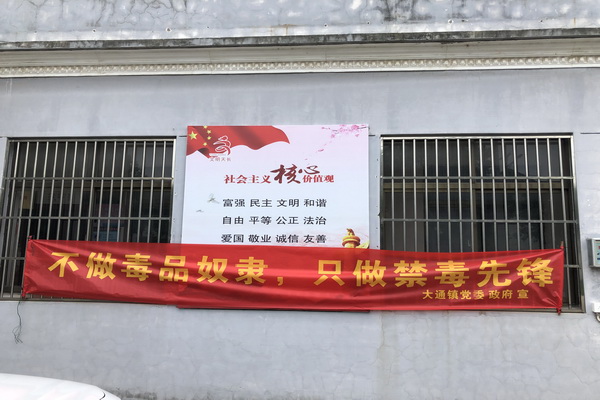 社会主义核心价值观
富强 民主 文明 和谐
自由 平等 公正 法治
爱国 敬业 诚信 友善
不做毒品奴隶，只做禁毒先锋
大通镇党委 政府 宣